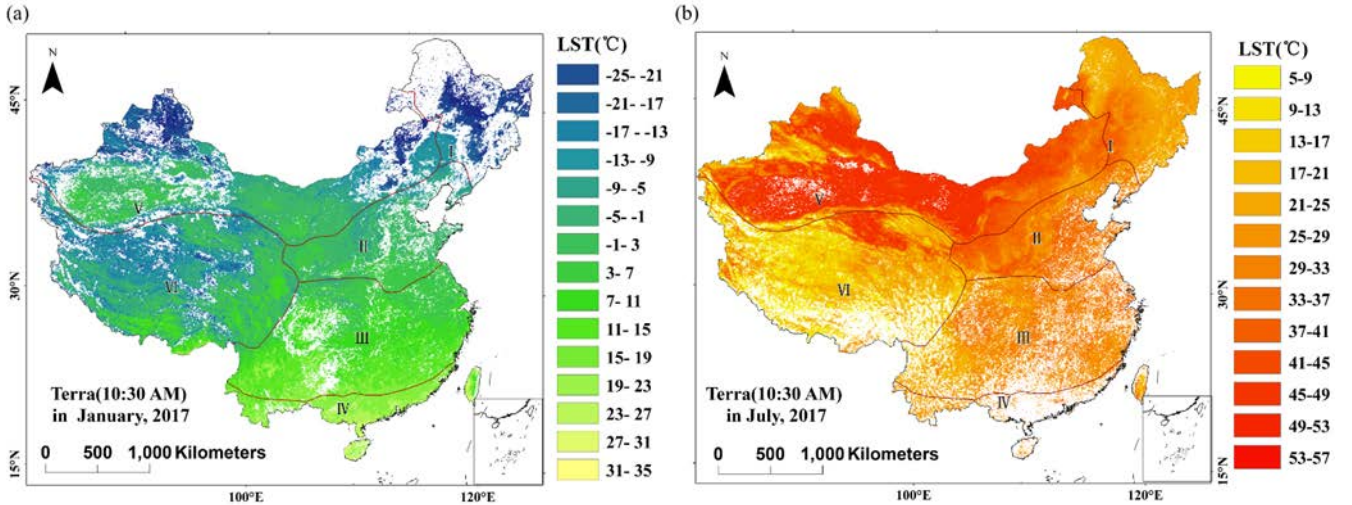 (a)
N
LST(℃)
-25- -21
-21- -17
-17 - -13
-13- -9
-9- -5
-5- -1
-1- 3
3- 7
7- 11
11- 15
15- 19
19- 23
23- 27
27- 31
31- 35
45°N
30°N
15°N
I
II
III
IV
V
VI
Terra(10:30 AM)
in January, 2017
0 500 1,000 Kilometers
100°E
120°E
(b)
N
LST(℃)
5-9
9-13
13-17
17-21
21-25
25-29
29-33
33-37
37-41
41-45
45-49
49-53
53-57
45°N
30°N
15°N
I
II
III
IV
V
VI
Terra(10:30 AM)
in July, 2017
0 500 1,000 Kilometers
100°E
120°E